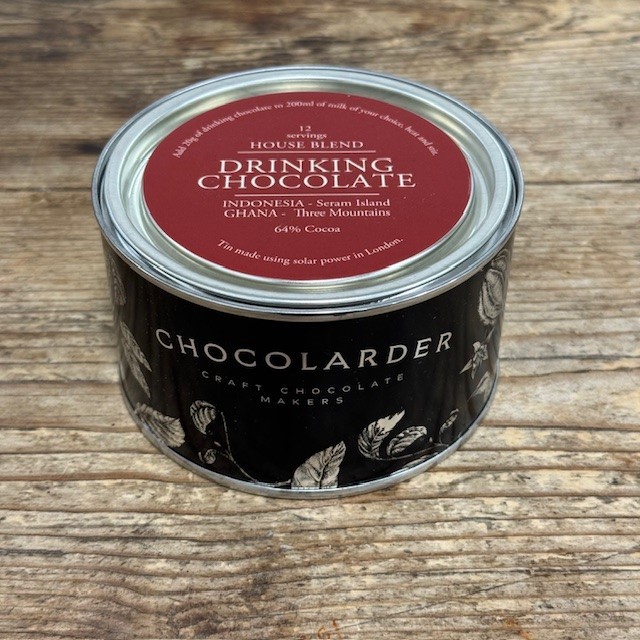 Add 20g of drinking chocolate to 200ml of milk of your choice, heat and stir
12
servings
HOUSE BLEND
DRINKING
CHOCOLATE
INDONESIA - Seram Island
GHANA - Three Mountains
64% Cocoa
Tin made using solar power in London.
CHOCOLARDER
CRAFT CHOCOLATE
MAKERS